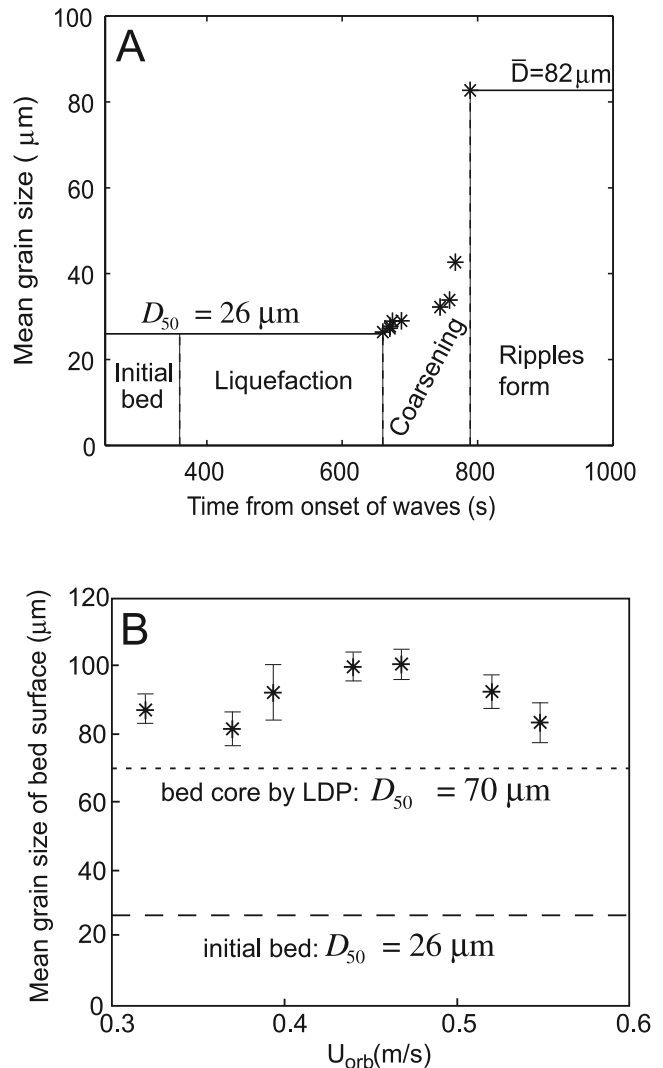 100
80
60
40
20
0
Mean grain size ( μm)
A
D̅=82 μm
D50 = 26 μm
Initial
bed
Liquefaction
Coarsening
Ripples
form
400
600
800
1000
Time from onset of waves (s)
120
100
80
60
40
20
0
Mean grain size of bed surface (μm)
B
bed core by LDP: D50 = 70 μm
initial bed: D50 = 26 μm
0.3
0.4
0.5
0.6
Uorb(m/s)